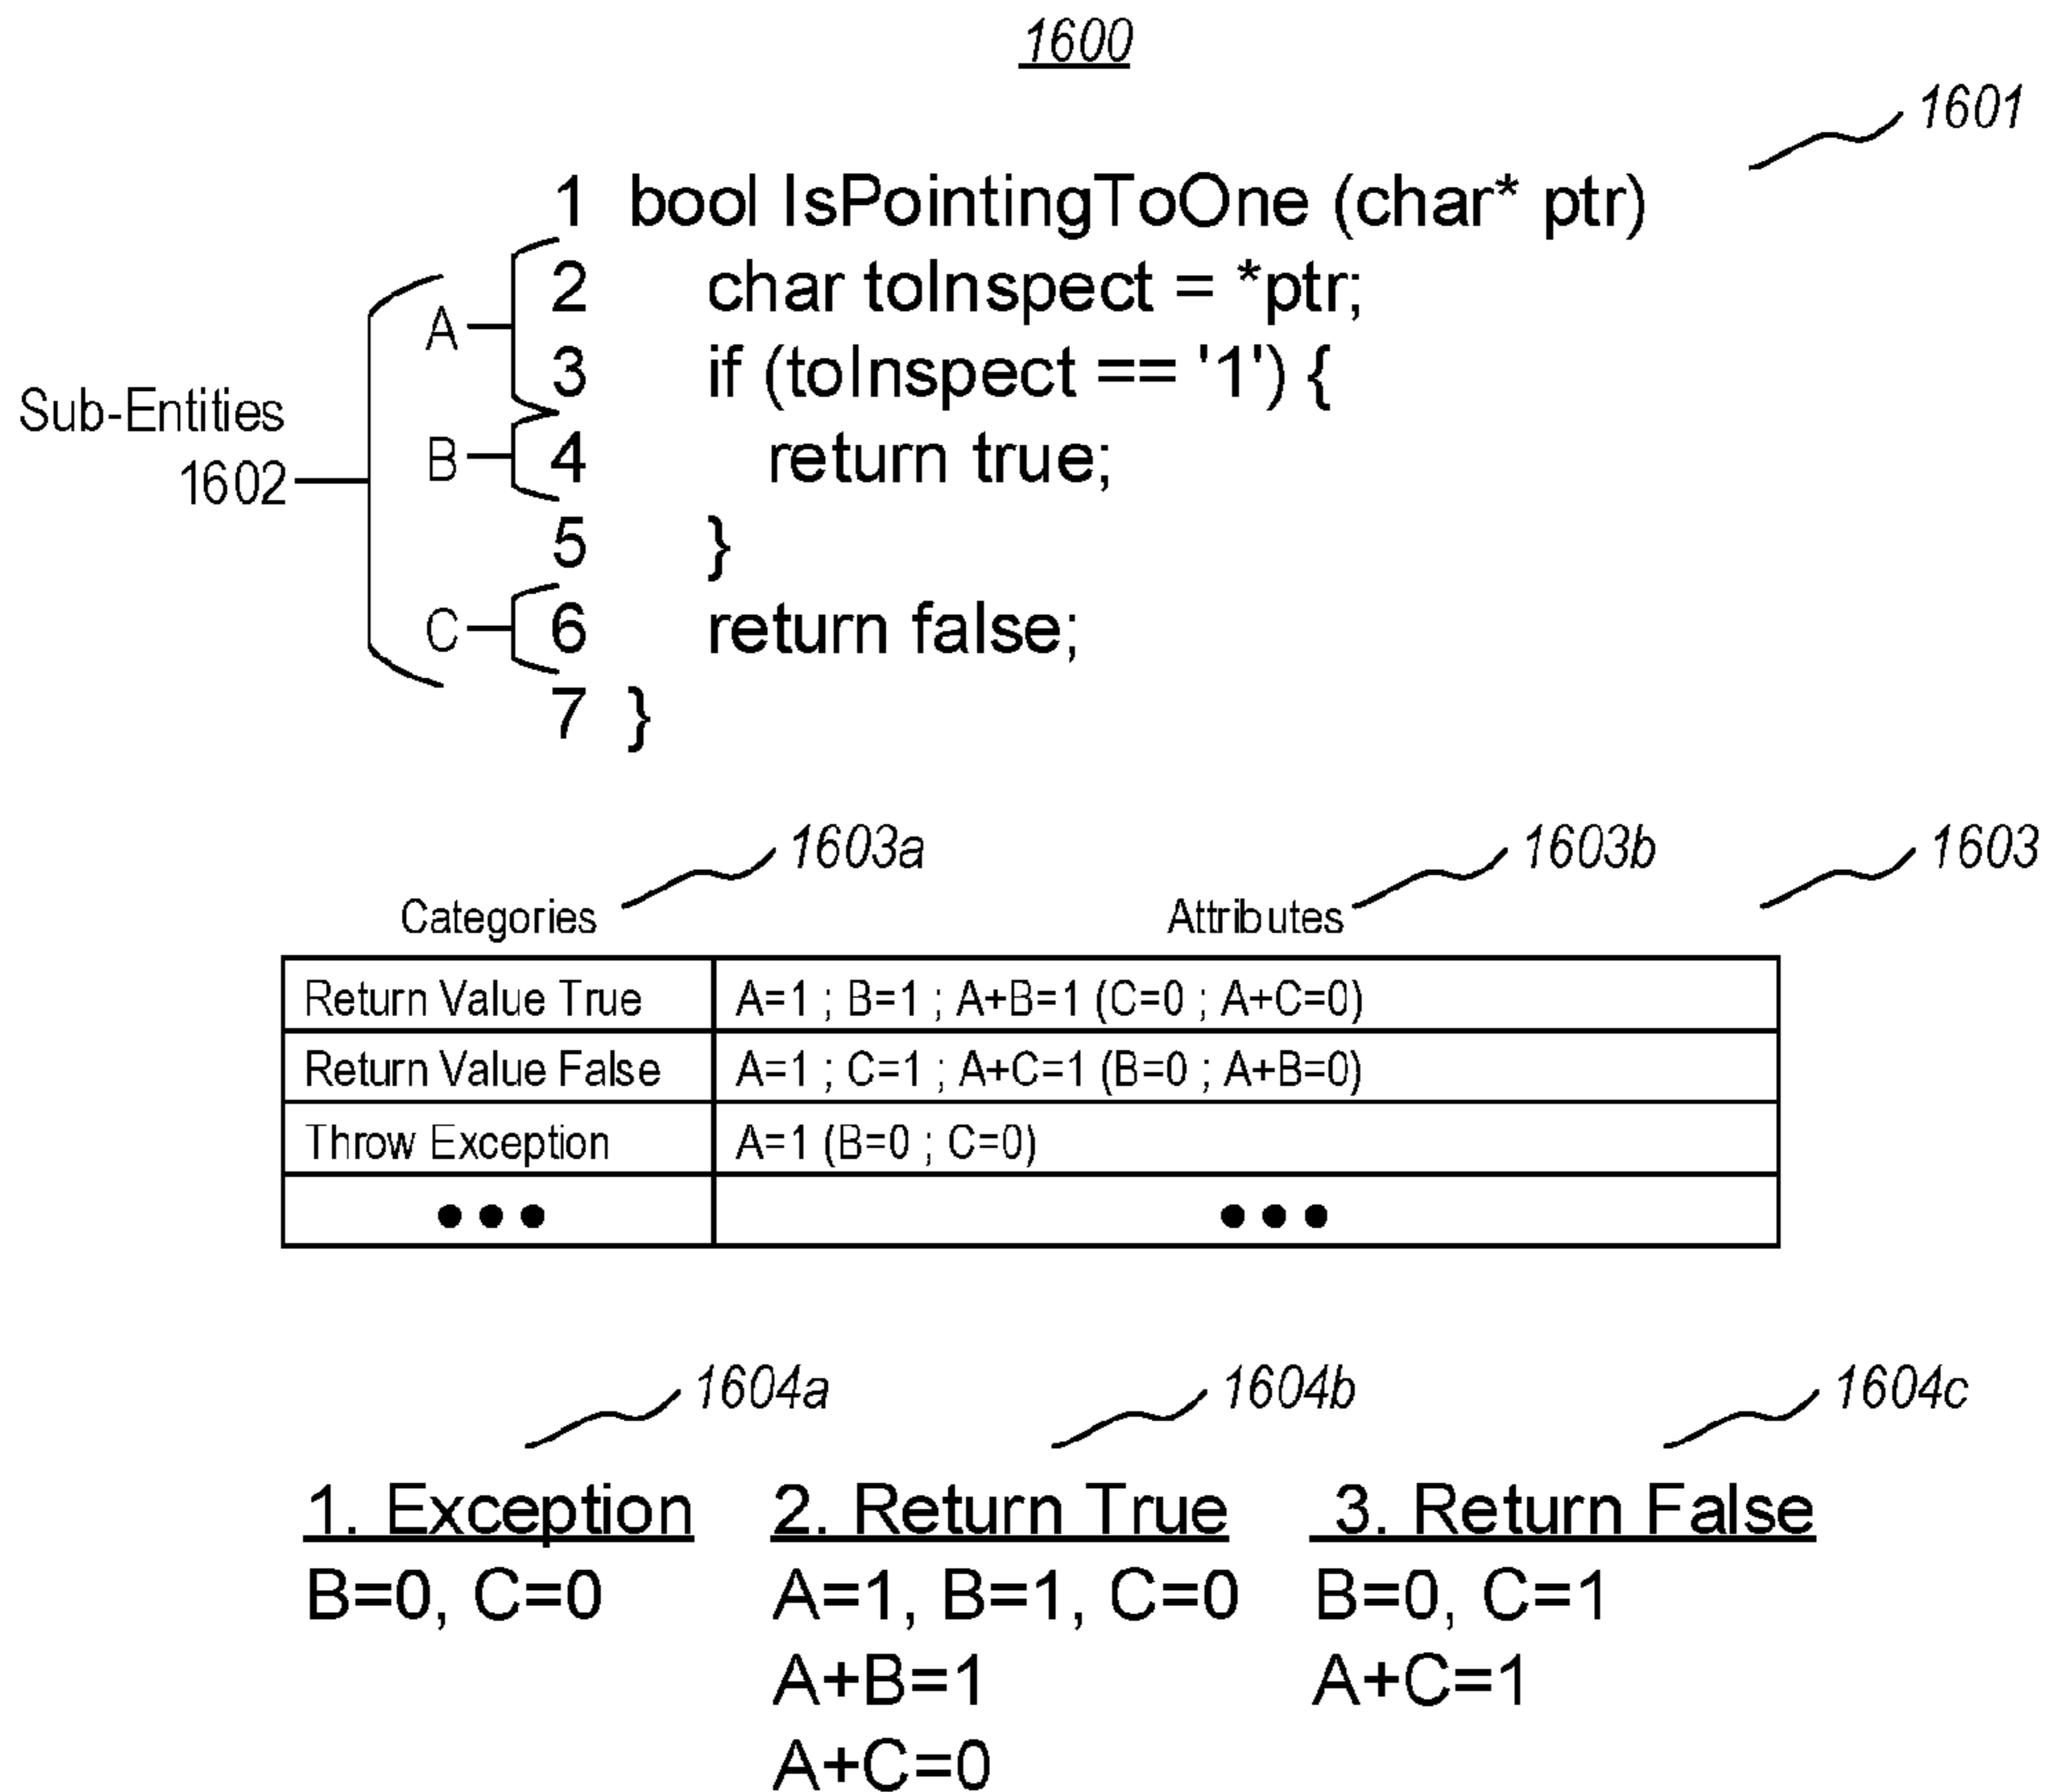 1600
1601
1 bool IsPointingToOne (char* ptr)
2 char toInspect = *ptr;
A
3 if (toInspect == '1') {
Sub-Entities
1602
B
4 return true;
5 }
C
6 return false;
7 }
1603a
1603b
1603
Categories Attributes
Return Value True A=1 ; B=1 ; A+B=1 (C=0 ; A+C=0)
Return Value False A=1 ; C=1 ; A+C=1 (B=0 ; A+B=0)
Throw Exception A=1 (B=0 ; C=0)
●●● ●●●
1604a
1604b
1604c
1. Exception 2. Return True 3. Return False
B=0, C=0 A=1, B=1, C=0 B=0, C=1
A+B=1 A+C=1
A+C=0